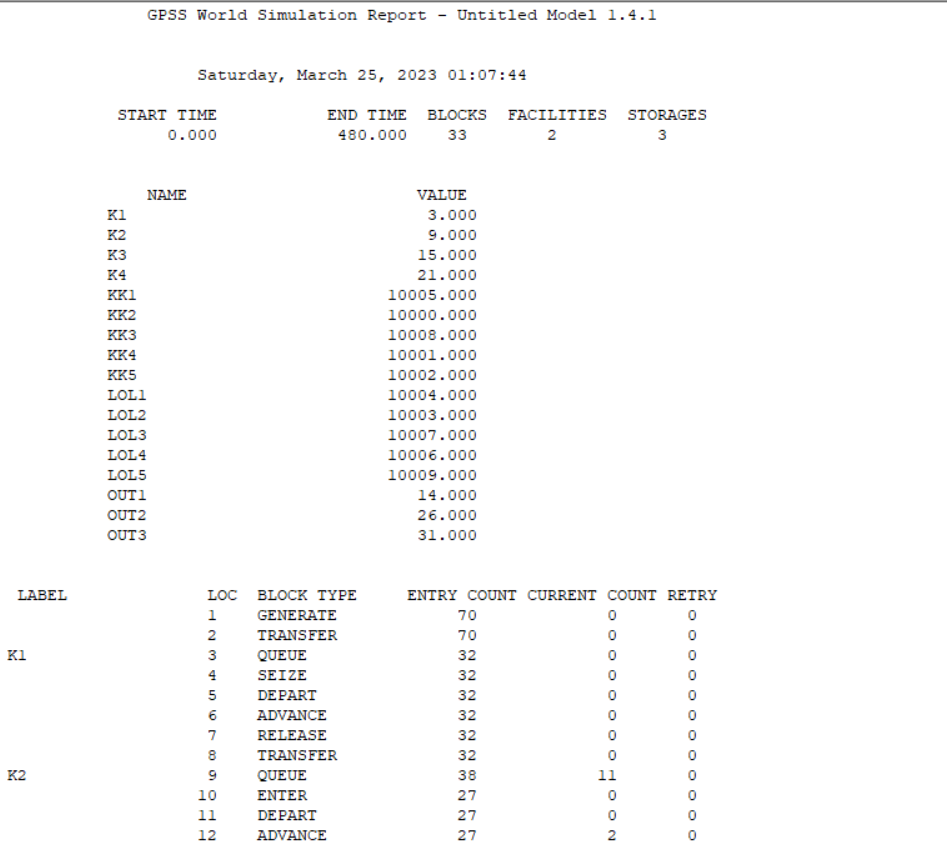 GPSS World Simulation Report - Untitled Model 1.4.1
Saturday, March 25, 2023 01:07:44
START TIME END TIME BLOCKS FACILITIES STORAGES
0.000 480.000 33 2 3
NAME VALUE
K1 3.000
K2 9.000
K3 15.000
K4 21.000
KK1 10005.000
KK2 10000.000
KK3 10008.000
KK4 10001.000
KK5 10002.000
LOL1 10004.000
LOL2 10003.000
LOL3 10007.000
LOL4 10006.000
LOL5 10009.000
OUT1 14.000
OUT2 26.000
OUT3 31.000
LABEL LOC BLOCK TYPE ENTRY COUNT CURRENT COUNT RETRY
1 GENERATE 70 0 0
2 TRANSFER 70 0 0
K1 3 QUEUE 32 0 0
4 SEIZE 32 0 0
5 DEPART 32 0 0
6 ADVANCE 32 0 0
7 RELEASE 32 0 0
8 TRANSFER 32 0 0
K2 9 QUEUE 38 11 0
10 ENTER 27 0 0
11 DEPART 27 0 0
12 ADVANCE 27 2 0